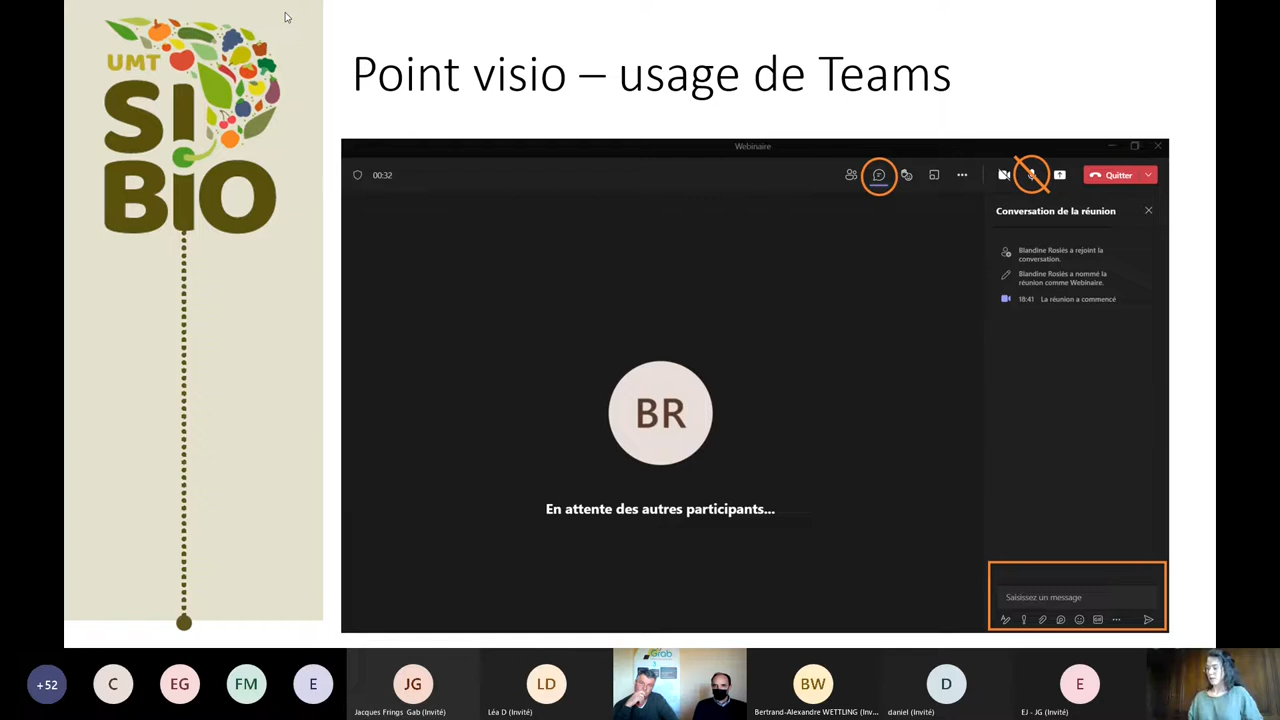 UMT
SI
BIO
Point visio – usage de Teams
Webinaire
00:32
Quitter
Conversation de la réunion
Blandine Rosiés a rejoint la
conversation.
Blandine Rosiés a nommé la
réunion comme Webinaire.
18:41 La réunion a commencé
BR
En attente des autres participants...
Saisissez un message
+52
C
EG
FM
E
JG
Jacques Frings Gab (Invité)
LD
Léa D (Invité)
Grab
BW
Bertrand-Alexandre WETTLING (Inv...
D
daniel (Invité)
E
EJ - JG (Invité)